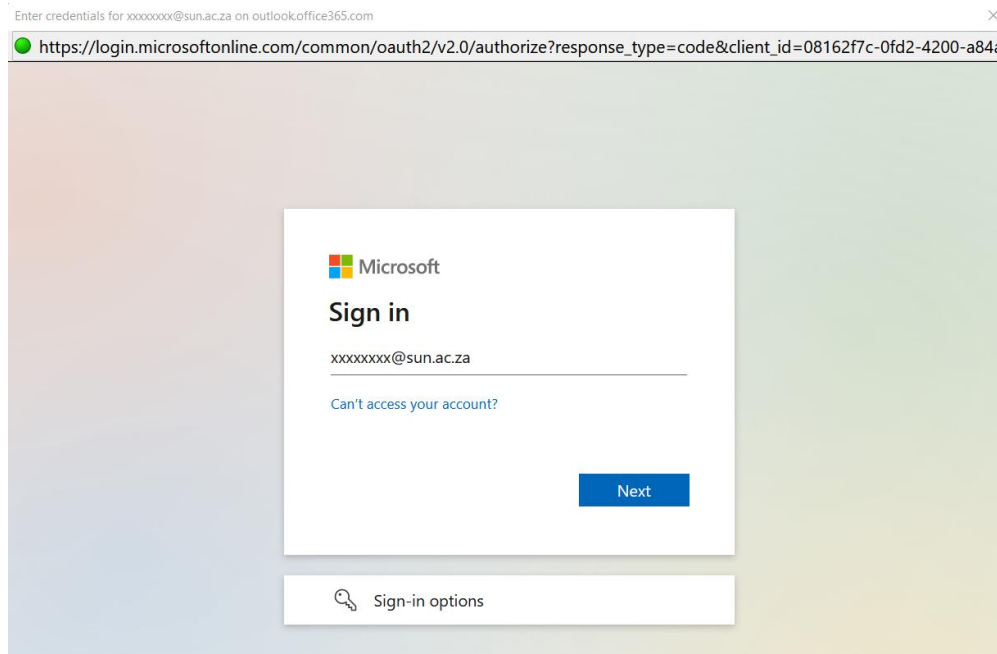 Enter credentials for xxxxxxxx@sun.ac.za on outlook.office365.com
https://login.microsoftonline.com/common/oauth2/v2.0/authorize?response_type=code&client_id=08162f7c-0fd2-4200-a84a
Microsoft
Sign in
xxxxxxxx@sun.ac.za
Can't access your account?
Next
Sign-in options